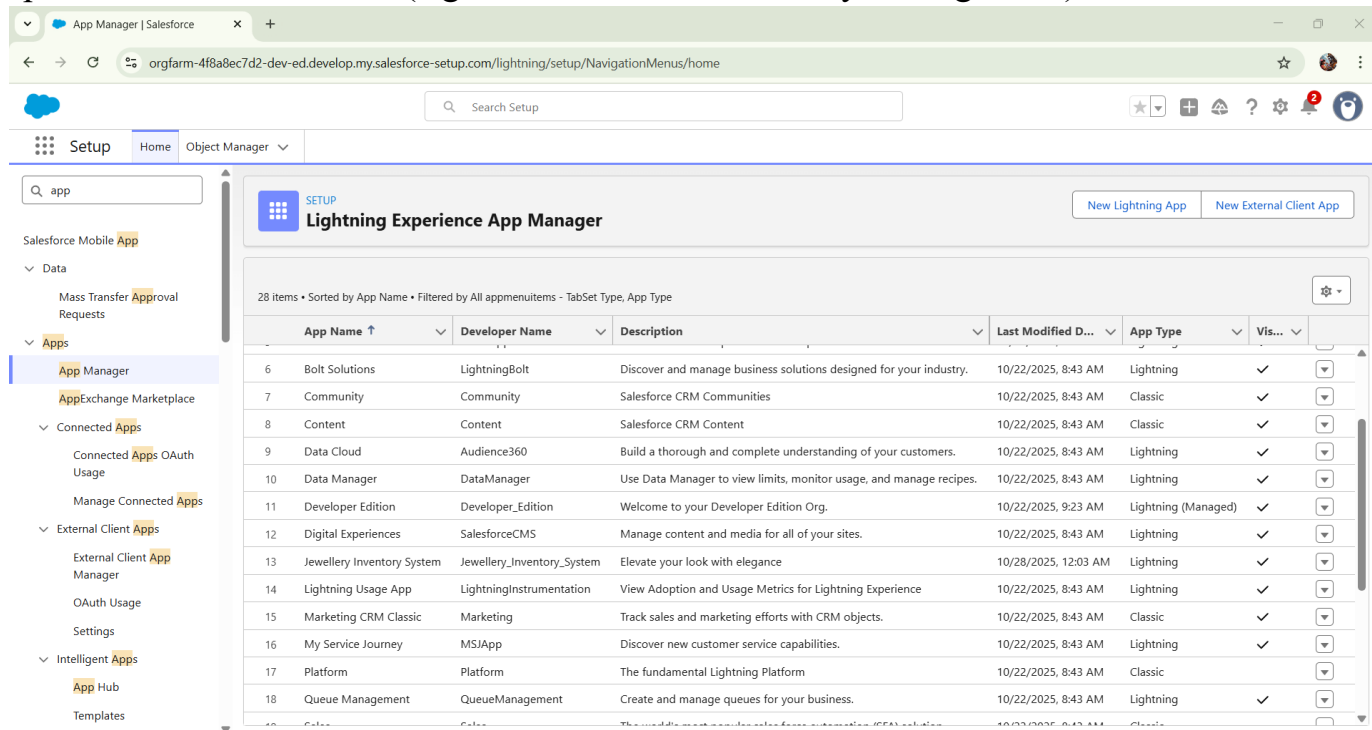 App Manager | Salesforce
orgfarm-4f8a8ec7d2-dev-ed.develop.my.salesforce-setup.com/lightning/setup/NavigationMenus/home
Search Setup
2
Setup
Home
Object Manager
app
Salesforce Mobile App
Data
Mass Transfer Approval
Requests
Apps
App Manager
AppExchange Marketplace
Connected Apps
Connected Apps OAuth
Usage
Manage Connected Apps
External Client Apps
External Client App
Manager
OAuth Usage
Settings
Intelligent Apps
App Hub
Templates
SETUP
Lightning Experience App Manager
New Lightning App
New External Client App
28 items • Sorted by App Name • Filtered by All appmenuitems - TabSet Type, App Type
App Name ↑ Developer Name Description Last Modified D... App Type Vis...
6 Bolt Solutions LightningBolt Discover and manage business solutions designed for your industry. 10/22/2025, 8:43 AM Lightning ✓
7 Community Community Salesforce CRM Communities 10/22/2025, 8:43 AM Classic ✓
8 Content Content Salesforce CRM Content 10/22/2025, 8:43 AM Classic ✓
9 Data Cloud Audience360 Build a thorough and complete understanding of your customers. 10/22/2025, 8:43 AM Lightning ✓
10 Data Manager DataManager Use Data Manager to view limits, monitor usage, and manage recipes. 10/22/2025, 8:43 AM Lightning ✓
11 Developer Edition Developer_Edition Welcome to your Developer Edition Org. 10/22/2025, 9:23 AM Lightning (Managed) ✓
12 Digital Experiences SalesforceCMS Manage content and media for all of your sites. 10/22/2025, 8:43 AM Lightning ✓
13 Jewellery Inventory System Jewellery_Inventory_System Elevate your look with elegance 10/28/2025, 12:03 AM Lightning ✓
14 Lightning Usage App LightningInstrumentation View Adoption and Usage Metrics for Lightning Experience 10/22/2025, 8:43 AM Lightning ✓
15 Marketing CRM Classic Marketing Track sales and marketing efforts with CRM objects. 10/22/2025, 8:43 AM Classic ✓
16 My Service Journey MSJApp Discover new customer service capabilities. 10/22/2025, 8:43 AM Lightning ✓
17 Platform Platform The fundamental Lightning Platform 10/22/2025, 8:43 AM Classic
18 Queue Management QueueManagement Create and manage queues for your business. 10/22/2025, 8:43 AM Lightning ✓